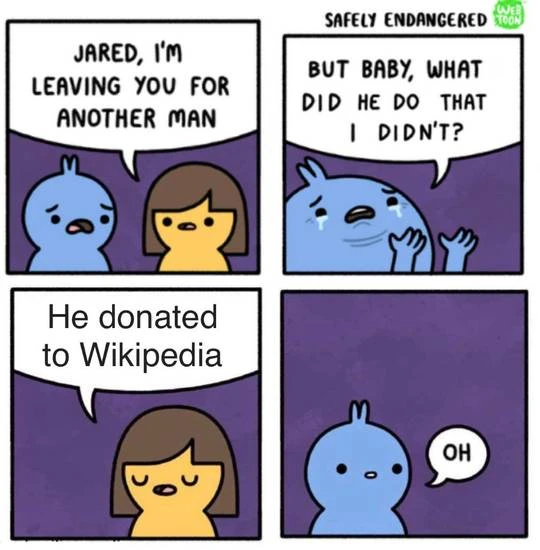 SAFELY ENDANGERED
WEB
TOON
JARED, I'M
LEAVING YOU FOR
ANOTHER MAN
BUT BABY, WHAT
DID HE DO THAT
I DIDN'T?
He donated
to Wikipedia
OH